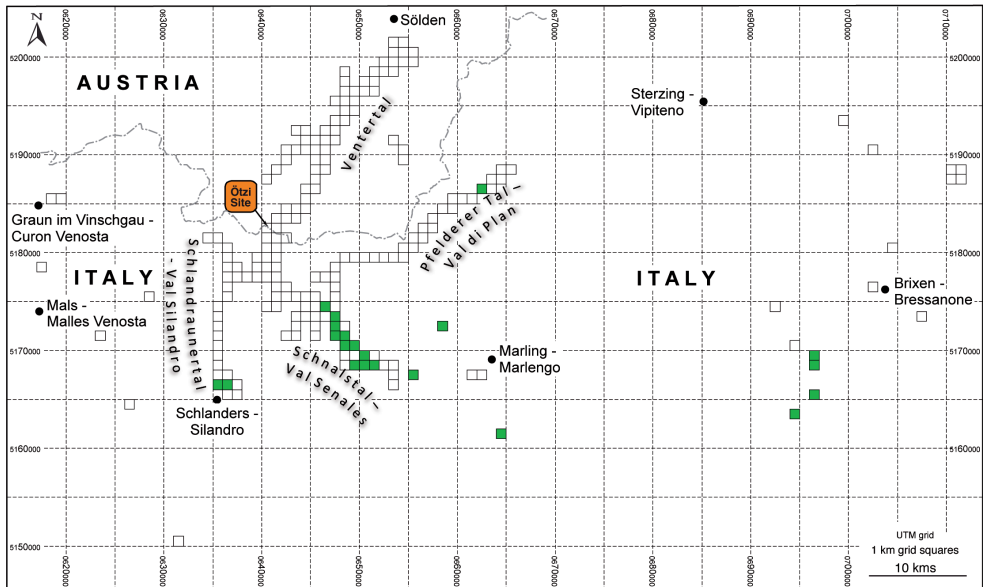 N
0620000
0630000
0640000
0650000
0660000
0670000
0680000
0690000
0700000
0710000
Sölden
5200000
5200000
AUSTRIA
Sterzing -
Vipiteno
Ventertal
5190000
5190000
Ötzi
Site
Graun im Vinschgau -
Curon Venosta
Pfelderer Tal –
Val di Plan
5180000
5180000
Schlandraunertal
- Val Silandro
ITALY
ITALY
Brixen -
Bressanone
Mals -
Malles Venosta
5170000
5170000
Marling -
Marlengo
Schnalstal –
Val Senales
Schlanders -
Silandro
5160000
5160000
5150000
5150000
UTM grid
1 km grid squares
10 kms